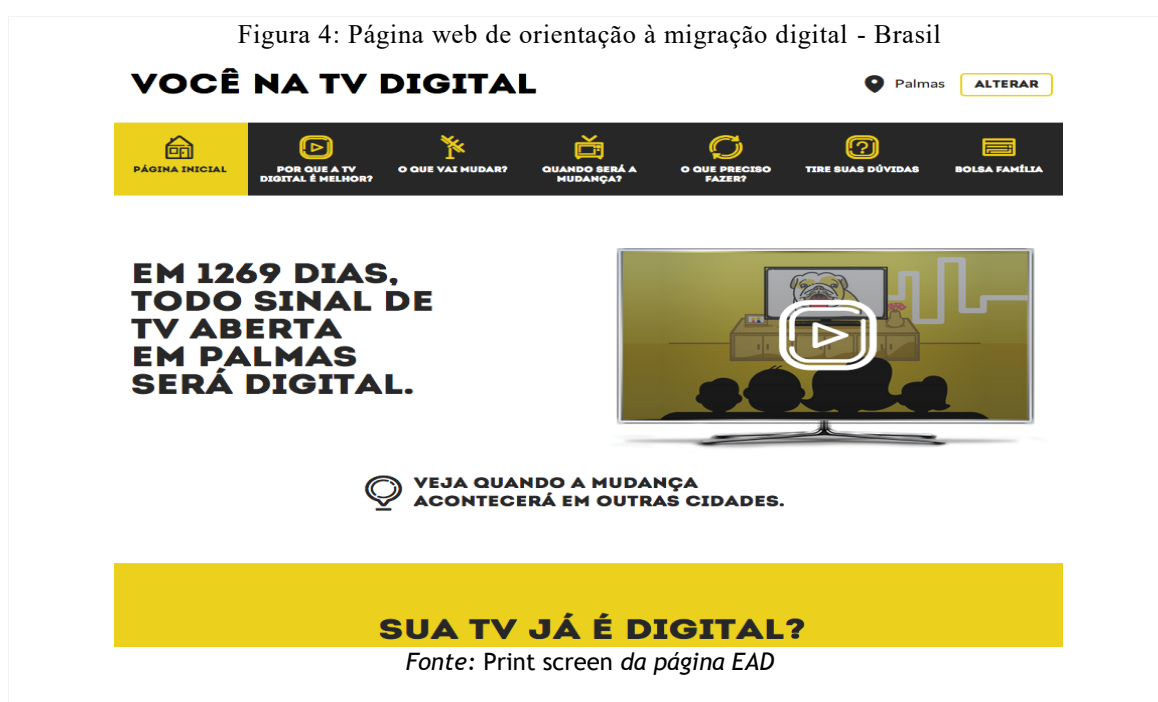 Figura 4: Página web de orientação à migração digital - Brasil
VOCÊ NA TV DIGITAL
Palmas
ALTERAR
PÁGINA INICIAL
POR QUE A TV
DIGITAL É MELHOR?
O QUE VAI MUDAR?
QUANDO SERÁ A
MUDANÇA?
O QUE PRECISO
FAZER?
TIRE SUAS DÚVIDAS
BOLSA FAMÍLIA
EM 1269 DIAS,
TODO SINAL DE
TV ABERTA
EM PALMAS
SERÁ DIGITAL.
VEJA QUANDO A MUDANÇA
ACONTECERÁ EM OUTRAS CIDADES.
SUA TV JÁ É DIGITAL?
Fonte: Print screen da página EAD